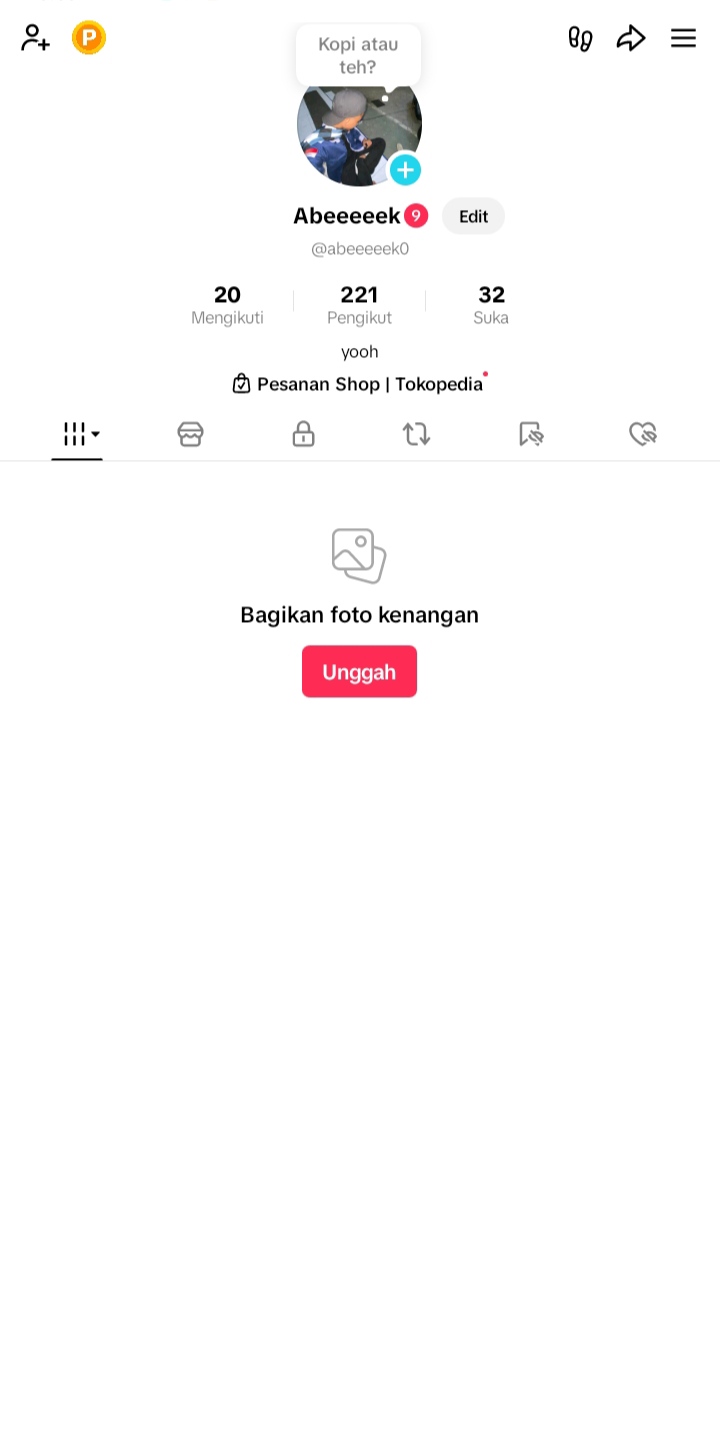 P
Kopi atau
teh?
Abeeeeek 9 Edit
@abeeeeek0
20 221 32
Mengikuti Pengikut Suka
yooh
Pesanan Shop | Tokopedia
Bagikan foto kenangan
Unggah